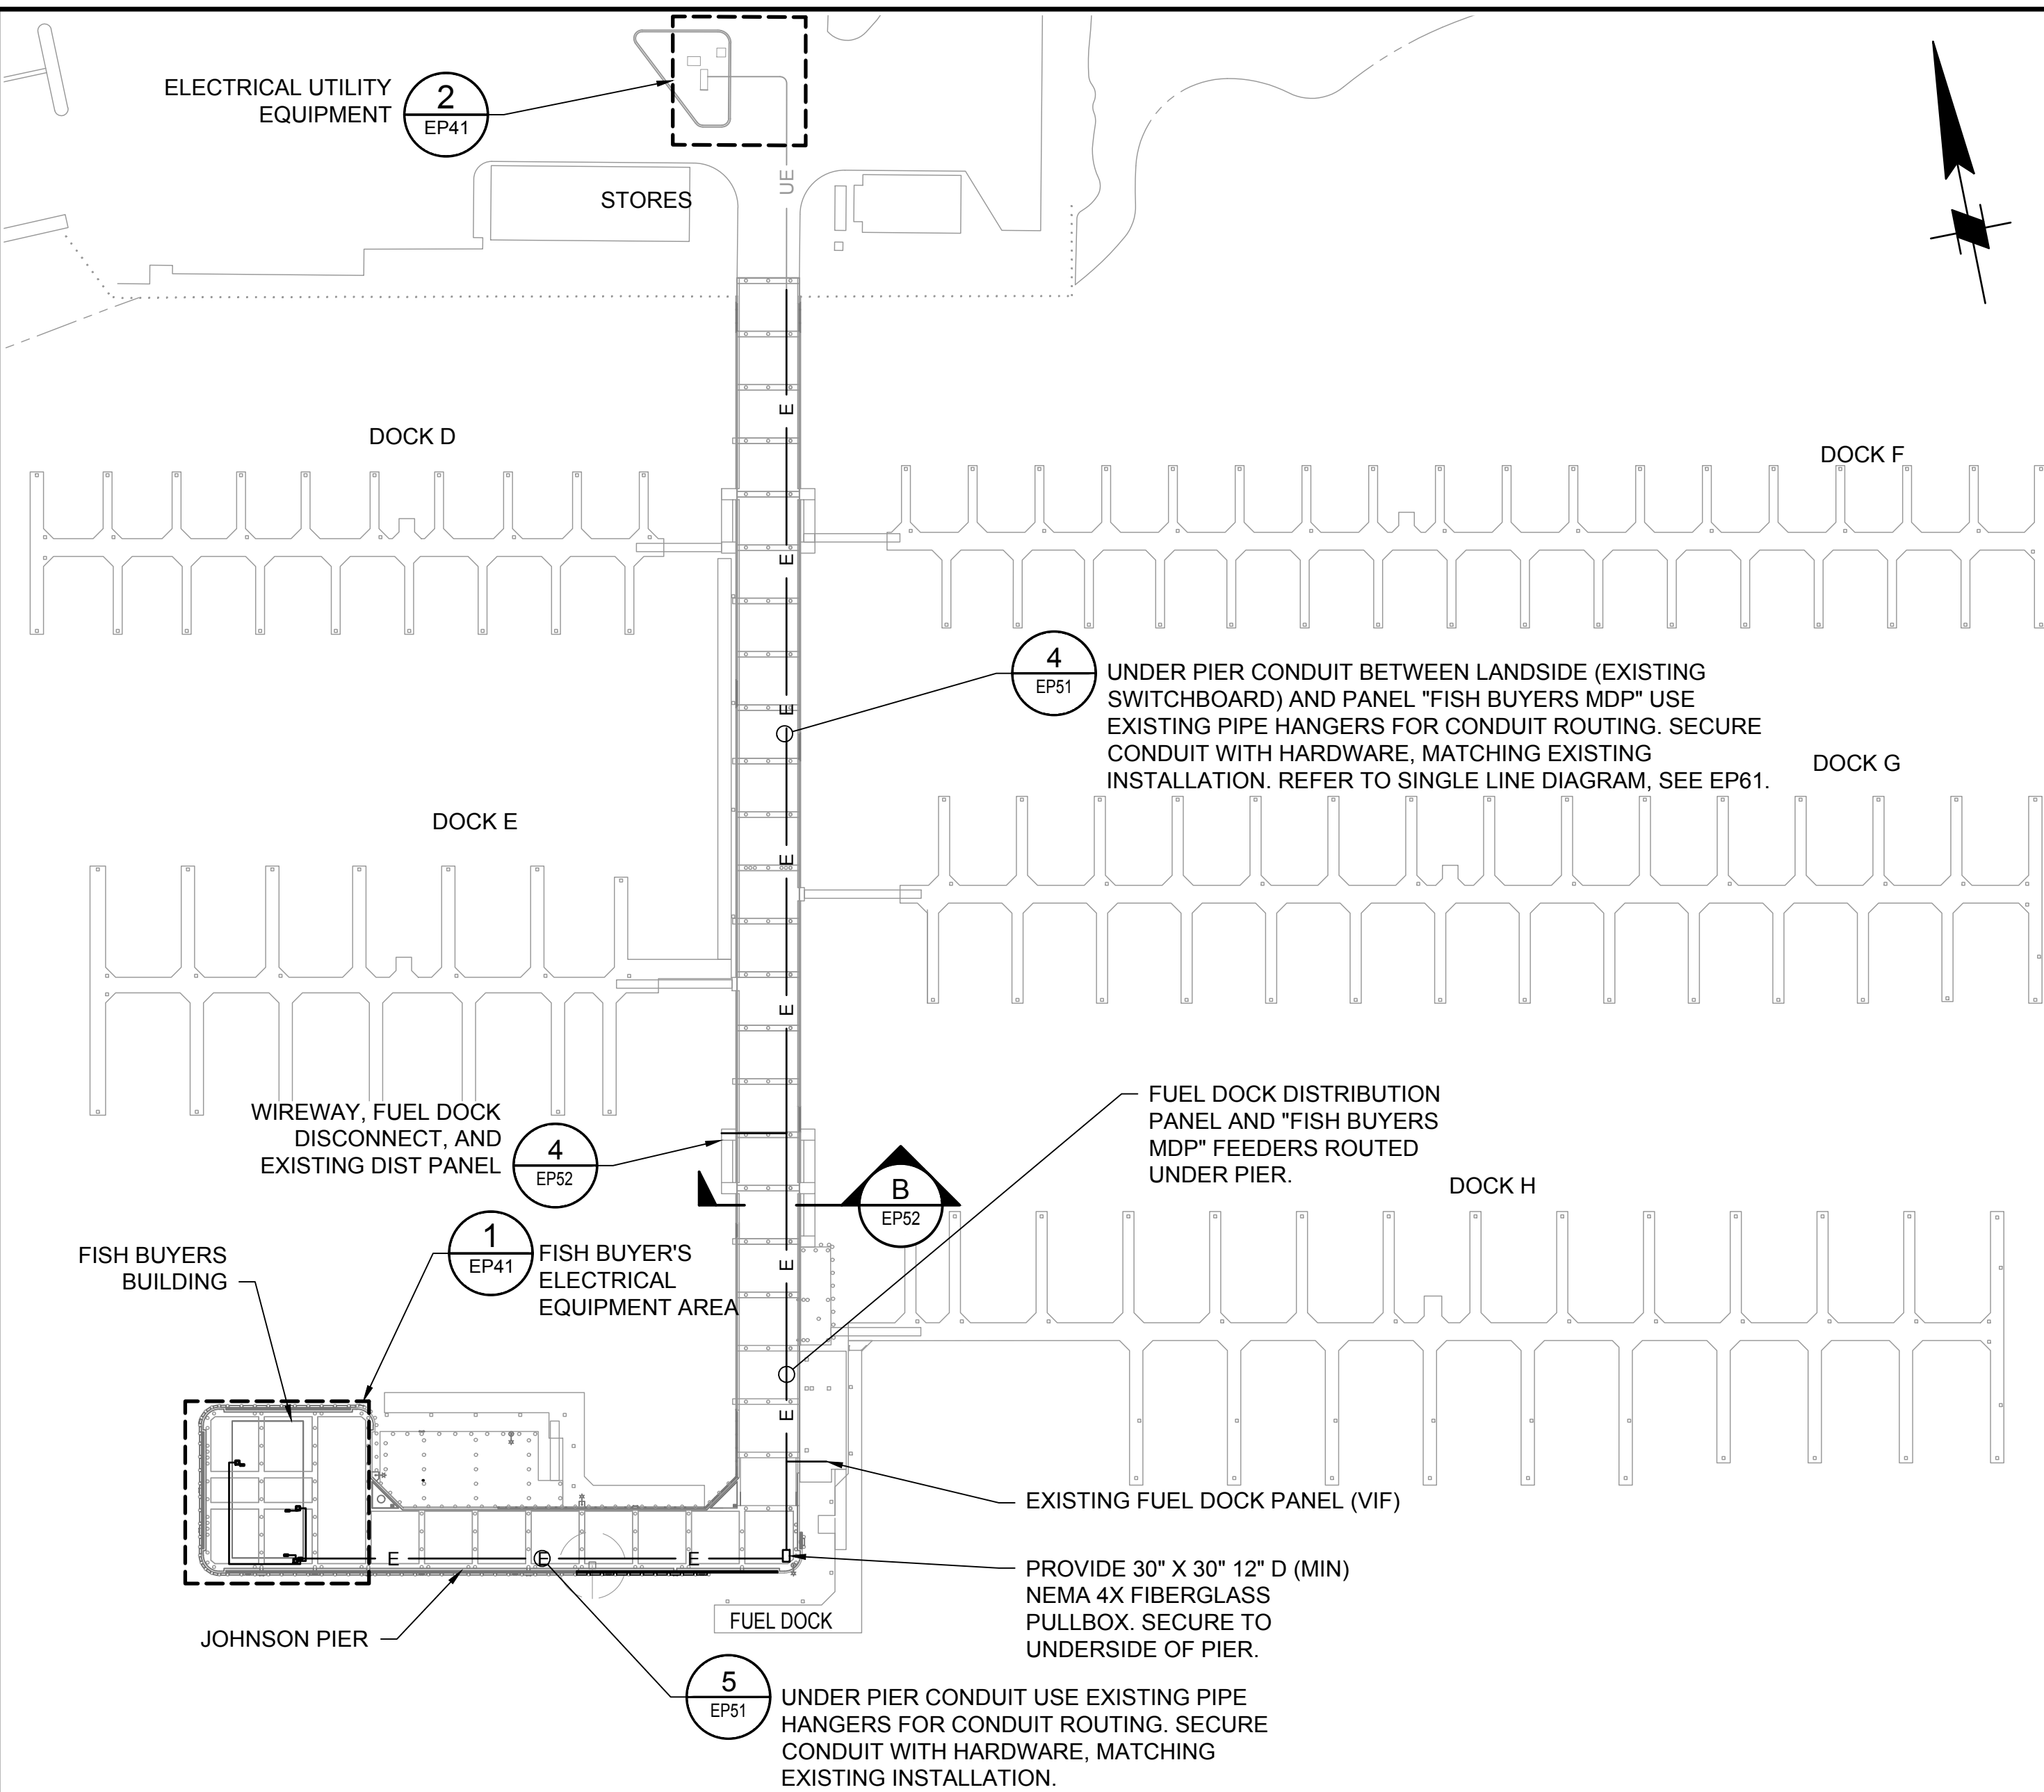 ELECTRICAL UTILITY
EQUIPMENT
2
EP41
STORES
UE
E
DOCK D
DOCK F
E
4
EP51
UNDER PIER CONDUIT BETWEEN LANDSIDE (EXISTING
SWITCHBOARD) AND PANEL "FISH BUYERS MDP" USE
EXISTING PIPE HANGERS FOR CONDUIT ROUTING. SECURE
CONDUIT WITH HARDWARE, MATCHING EXISTING
INSTALLATION. REFER TO SINGLE LINE DIAGRAM, SEE EP61.
E
DOCK G
DOCK E
E
E
WIREWAY, FUEL DOCK
DISCONNECT, AND
EXISTING DIST PANEL
4
EP52
FUEL DOCK DISTRIBUTION
PANEL AND "FISH BUYERS
MDP" FEEDERS ROUTED
UNDER PIER.
B
EP52
DOCK H
FISH BUYERS
BUILDING
1
EP41
FISH BUYER'S
ELECTRICAL
EQUIPMENT AREA
E
E
EXISTING FUEL DOCK PANEL (VIF)
E
E
E
PROVIDE 30" X 30" 12" D (MIN)
NEMA 4X FIBERGLASS
PULLBOX. SECURE TO
UNDERSIDE OF PIER.
JOHNSON PIER
FUEL DOCK
5
EP51
UNDER PIER CONDUIT USE EXISTING PIPE
HANGERS FOR CONDUIT ROUTING. SECURE
CONDUIT WITH HARDWARE, MATCHING
EXISTING INSTALLATION.